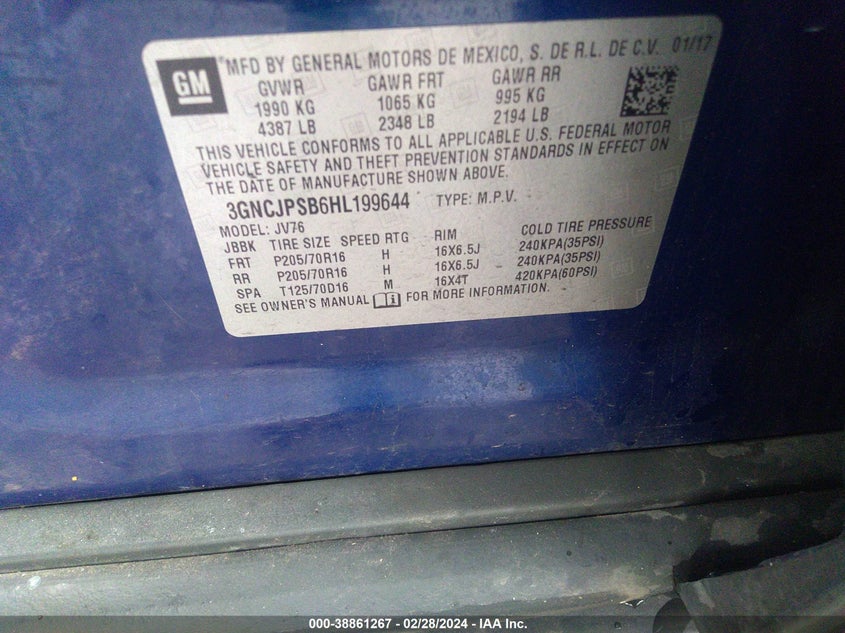 GM
*MFD BY GENERAL MOTORS DE MEXICO, S. DE R.L. DE C.V. 01/17
GVWR GAWR FRT GAWR RR
1990 KG 1065 KG 995 KG
4387 LB 2348 LB 2194 LB
THIS VEHICLE CONFORMS TO ALL APPLICABLE U.S. FEDERAL MOTOR
VEHICLE SAFETY AND THEFT PREVENTION STANDARDS IN EFFECT ON
THE DATE OF MANUFACTURE SHOWN ABOVE.
3GNCJPSB6HL199644 TYPE: M.P.V.
MODEL: JV76
JBBK TIRE SIZE SPEED RTG RIM COLD TIRE PRESSURE
FRT P205/70R16 H 16X6.5J 240KPA(35PSI)
RR P205/70R16 H 16X6.5J 240KPA(35PSI)
SPA T125/70D16 M 16X4T 420KPA(60PSI)
SEE OWNER'S MANUAL FOR MORE INFORMATION.
000-38861267 - 02/28/2024 - IAA Inc.